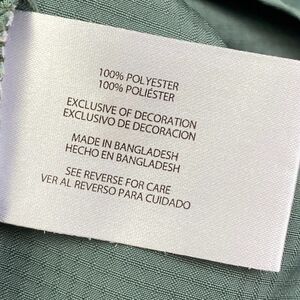 100% POLYESTER
100% POLIÉSTER
EXCLUSIVE OF DECORATION
EXCLUSIVO DE DECORACION
MADE IN BANGLADESH
HECHO EN BANGLADESH
SEE REVERSE FOR CARE
VER AL REVERSO PARA CUIDADO